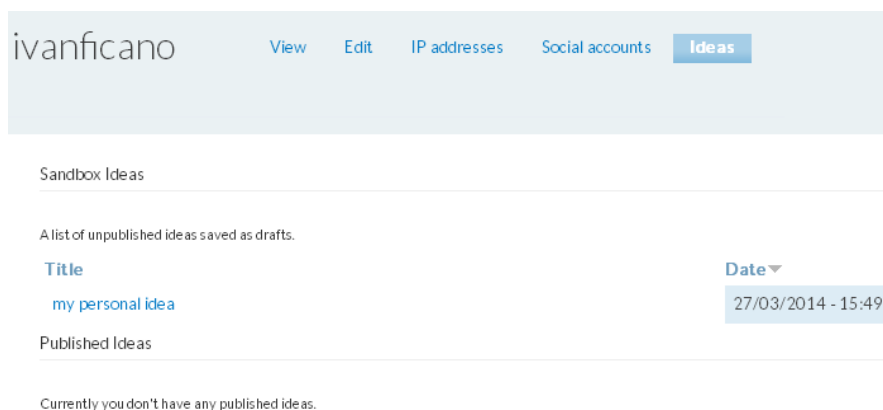 ivanficano View Edit IP addresses Social accounts Ideas
Sandbox Ideas
A list of unpublished ideas saved as drafts.
Title Date
my personal idea 27/03/2014 - 15:49
Published Ideas
Currently you don't have any published ideas.